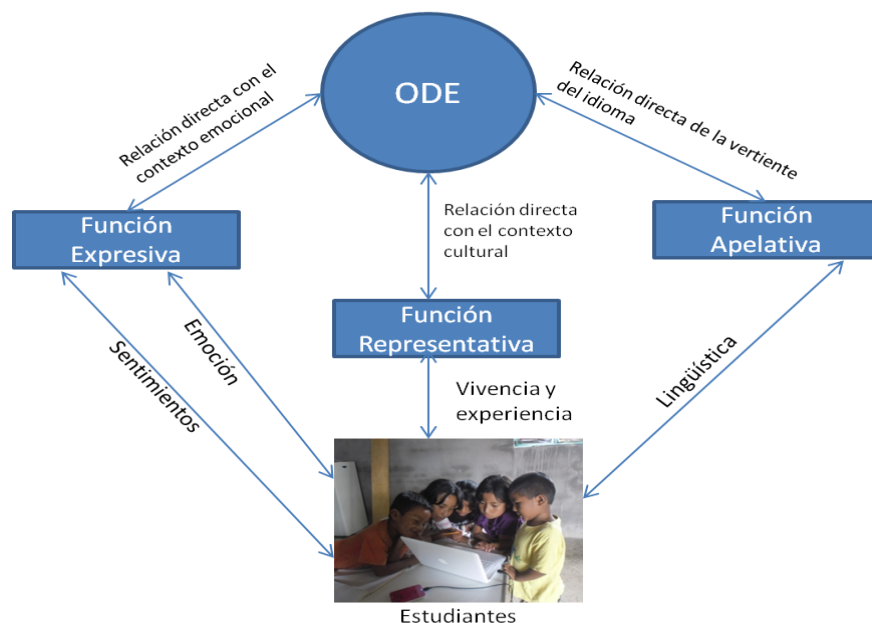 ODE
Relación directa con el
contexto emocional
Relación directa de la vertiente
del idioma
Relación directa
con el contexto
cultural
Función
Expresiva
Función
Apelativa
Función
Representativa
Sentimientos
Emoción
Vivencia y
experiencia
Lingüística
Estudiantes